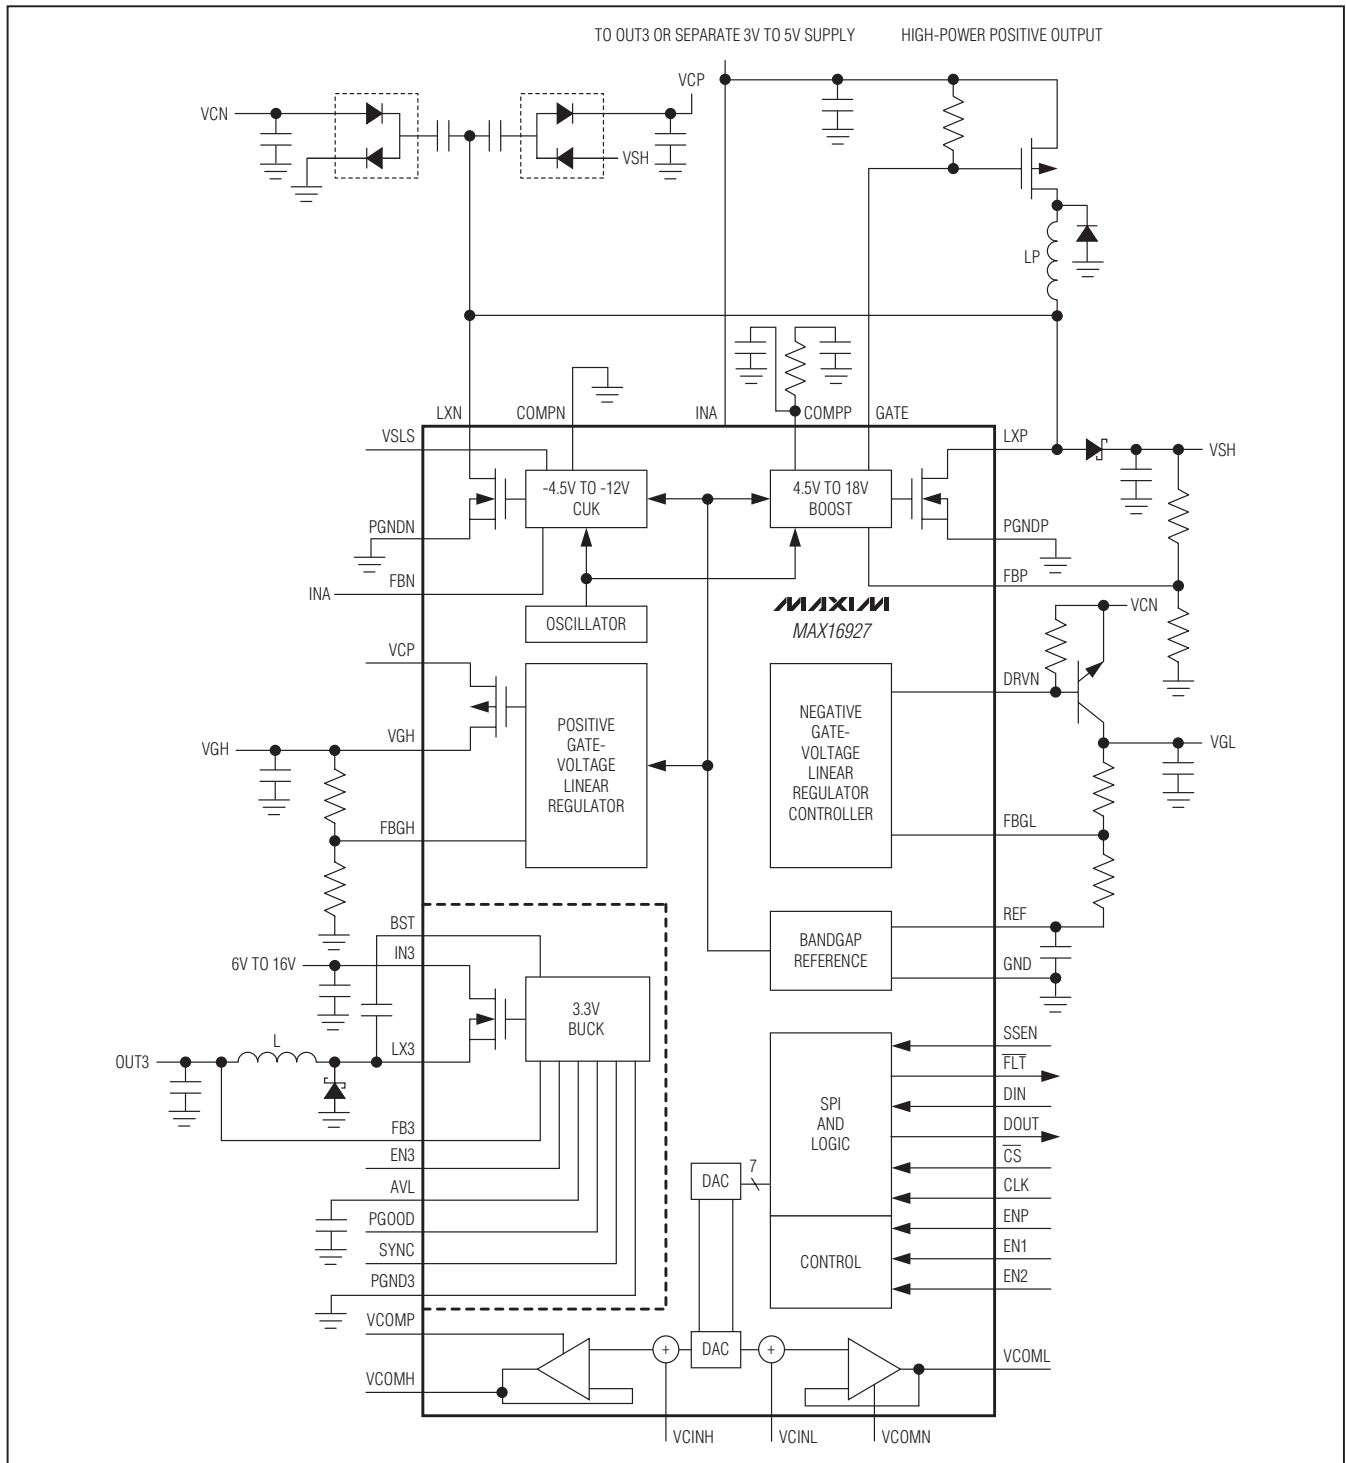 TO OUT3 OR SEPARATE 3V TO 5V SUPPLY
HIGH-POWER POSITIVE OUTPUT
VCP
VCN
VSH
LP
LXN
COMPN
INA
COMPP
GATE
VSLS
LXP
VSH
-4.5V TO -12V
CUK
4.5V TO 18V
BOOST
PGNDN
PGNDP
FBN
FBP
INA
OSCILLATOR
MAXIM
MAX16927
VCN
VCP
DRVN
POSITIVE
GATE-
VOLTAGE
LINEAR
REGULATOR
NEGATIVE
GATE-
VOLTAGE
LINEAR
REGULATOR
CONTROLLER
VGH
VGH
VGL
FBGH
FBGL
BST
REF
IN3
6V TO 16V
BANDGAP
REFERENCE
GND
3.3V
BUCK
L
OUT3
LX3
SSEN
FLT
DIN
DOUT
CS
CLK
ENP
EN1
EN2
SPI
AND
LOGIC
CONTROL
FB3
EN3
AVL
PGOOD
SYNC
PGND3
DAC
7
VCOMP
VCOMH
+
DAC
+
VCOML
VCINH
VCINL
VCOMN